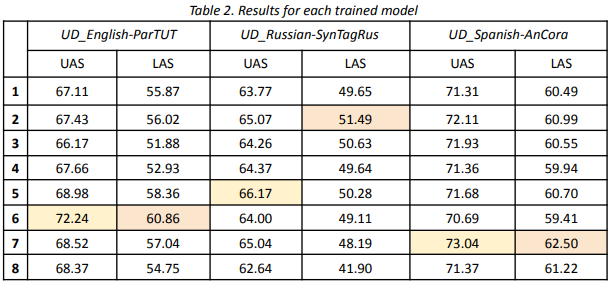 Table 2. Results for each trained model
UD_English-ParTUT UD_Russian-SynTagRus UD_Spanish-AnCora
UAS LAS UAS LAS UAS LAS
1 67.11 55.87 63.77 49.65 71.31 60.49
2 67.43 56.02 65.07 51.49 72.11 60.99
3 66.17 51.88 64.26 50.63 71.93 60.55
4 67.66 52.93 64.37 49.64 71.36 59.94
5 68.98 58.36 66.17 50.28 71.68 60.70
6 72.24 60.86 64.00 49.11 70.69 59.41
7 68.52 57.04 65.04 48.19 73.04 62.50
8 68.37 54.75 62.64 41.90 71.37 61.22